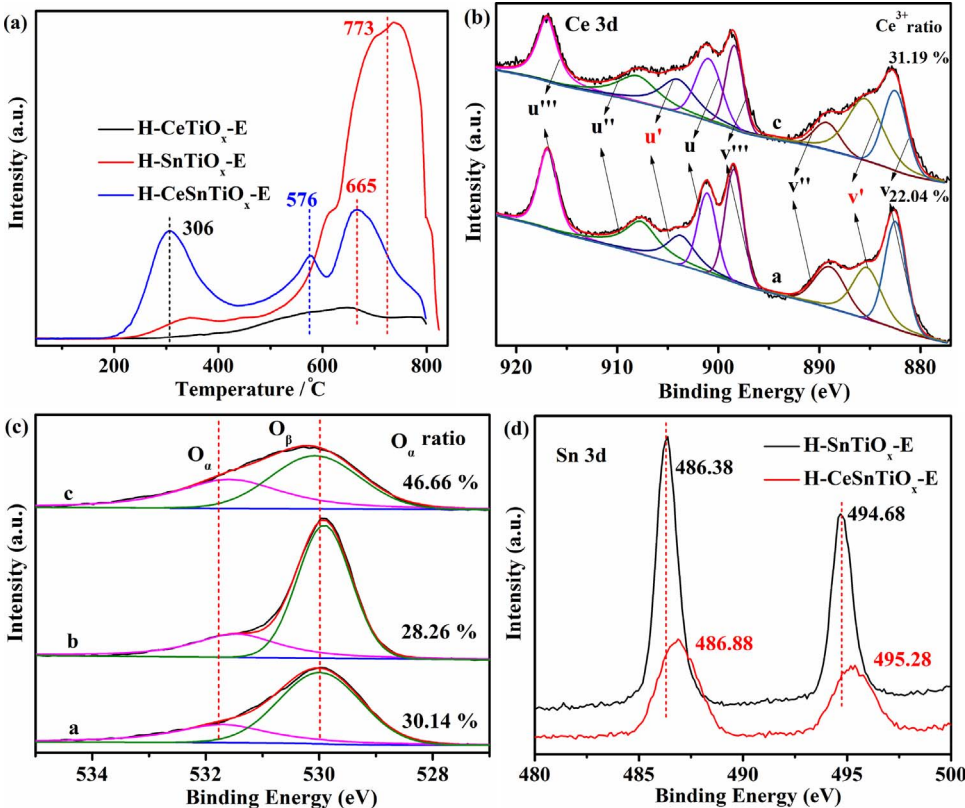 (a)
773
H-CeTiOₓ-E
H-SnTiOₓ-E
H-CeSnTiOₓ-E
576
665
306
Intensity (a.u.)
0
200
400
600
800
Temperature / °C
(b)
Ce 3d
Ce³⁺ ratio
31.19 %
u'''
u''
u'
u
v'''
c
v''
v'
v
22.04 %
a
Intensity (a.u.)
920
910
900
890
880
Binding Energy (eV)
(c)
Oα
Oβ
Oα ratio
c
46.66 %
b
28.26 %
a
30.14 %
Intensity (a.u.)
534
532
530
528
Binding Energy (eV)
(d)
Sn 3d
H-SnTiOₓ-E
H-CeSnTiOₓ-E
486.38
494.68
486.88
495.28
Intensity (a.u.)
480
485
490
495
500
Binding Energy (eV)